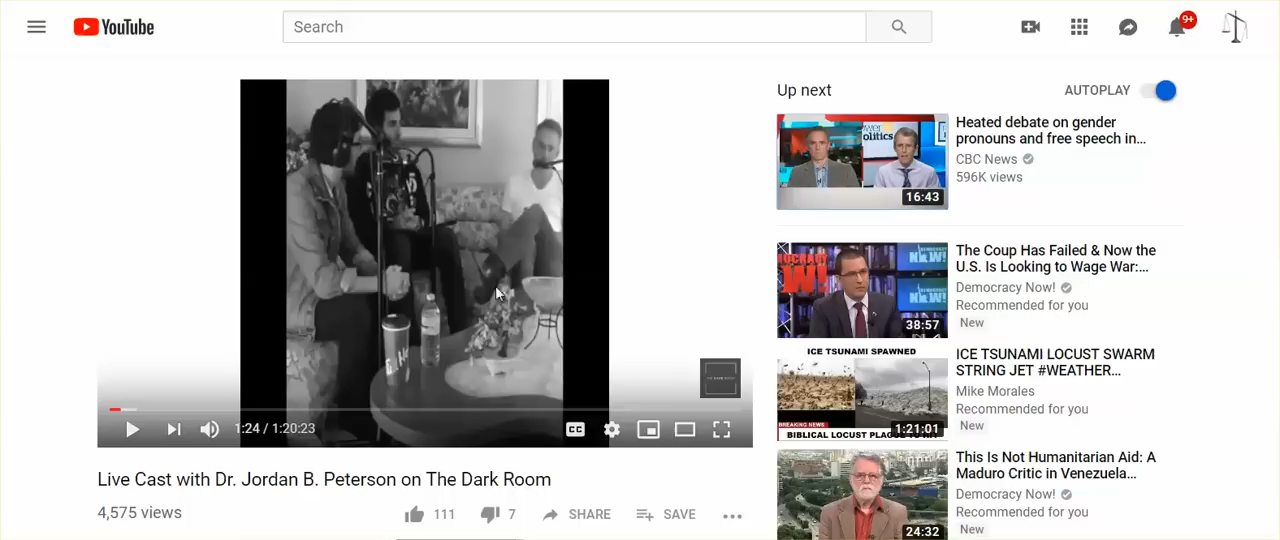 YouTube
Search
9+
1:24 / 1:20:23
CC
Live Cast with Dr. Jordan B. Peterson on The Dark Room
4,575 views
111
7
SHARE
SAVE
Up next
AUTOPLAY
16:43
Heated debate on gender
pronouns and free speech in...
CBC News
596K views
38:57
The Coup Has Failed & Now the
U.S. Is Looking to Wage War:...
Democracy Now!
Recommended for you
New
ICE TSUNAMI SPAWNED
BREAKING NEWS
1:21:01
ICE TSUNAMI LOCUST SWARM
STRING JET #WEATHER...
Mike Morales
Recommended for you
New
24:32
This Is Not Humanitarian Aid: A
Maduro Critic in Venezuela...
Democracy Now!
Recommended for you
New